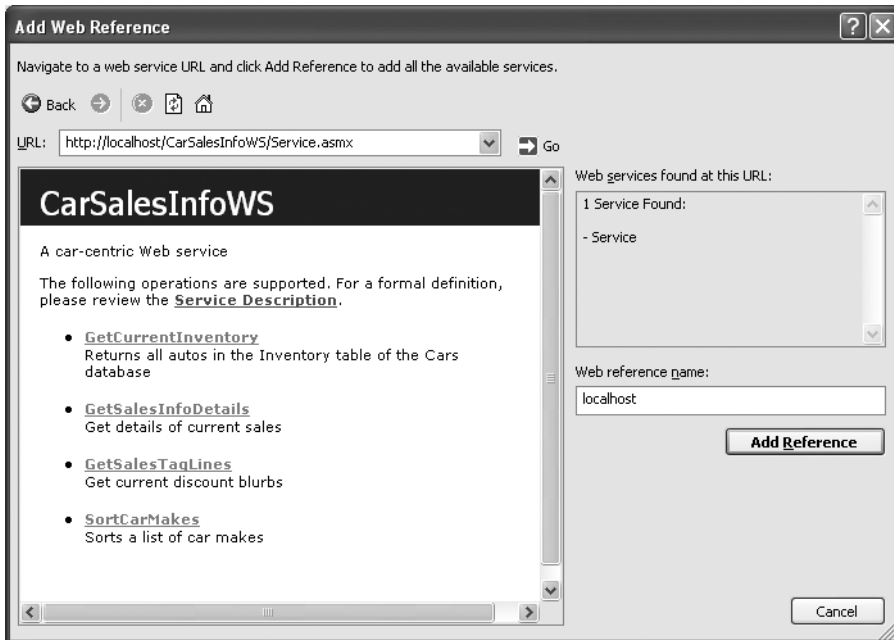 Add Web Reference
Navigate to a web service URL and click Add Reference to add all the available services.
Back
URL: http://localhost/CarSalesInfoWS/Service.asmx Go
CarSalesInfoWS
A car-centric Web service
The following operations are supported. For a formal definition,
please review the Service Description.
• GetCurrentInventory
Returns all autos in the Inventory table of the Cars
database
• GetSalesInfoDetails
Get details of current sales
• GetSalesTagLines
Get current discount blurbs
• SortCarMakes
Sorts a list of car makes
Web services found at this URL:
1 Service Found:
- Service
Web reference name:
localhost
Add Reference
Cancel